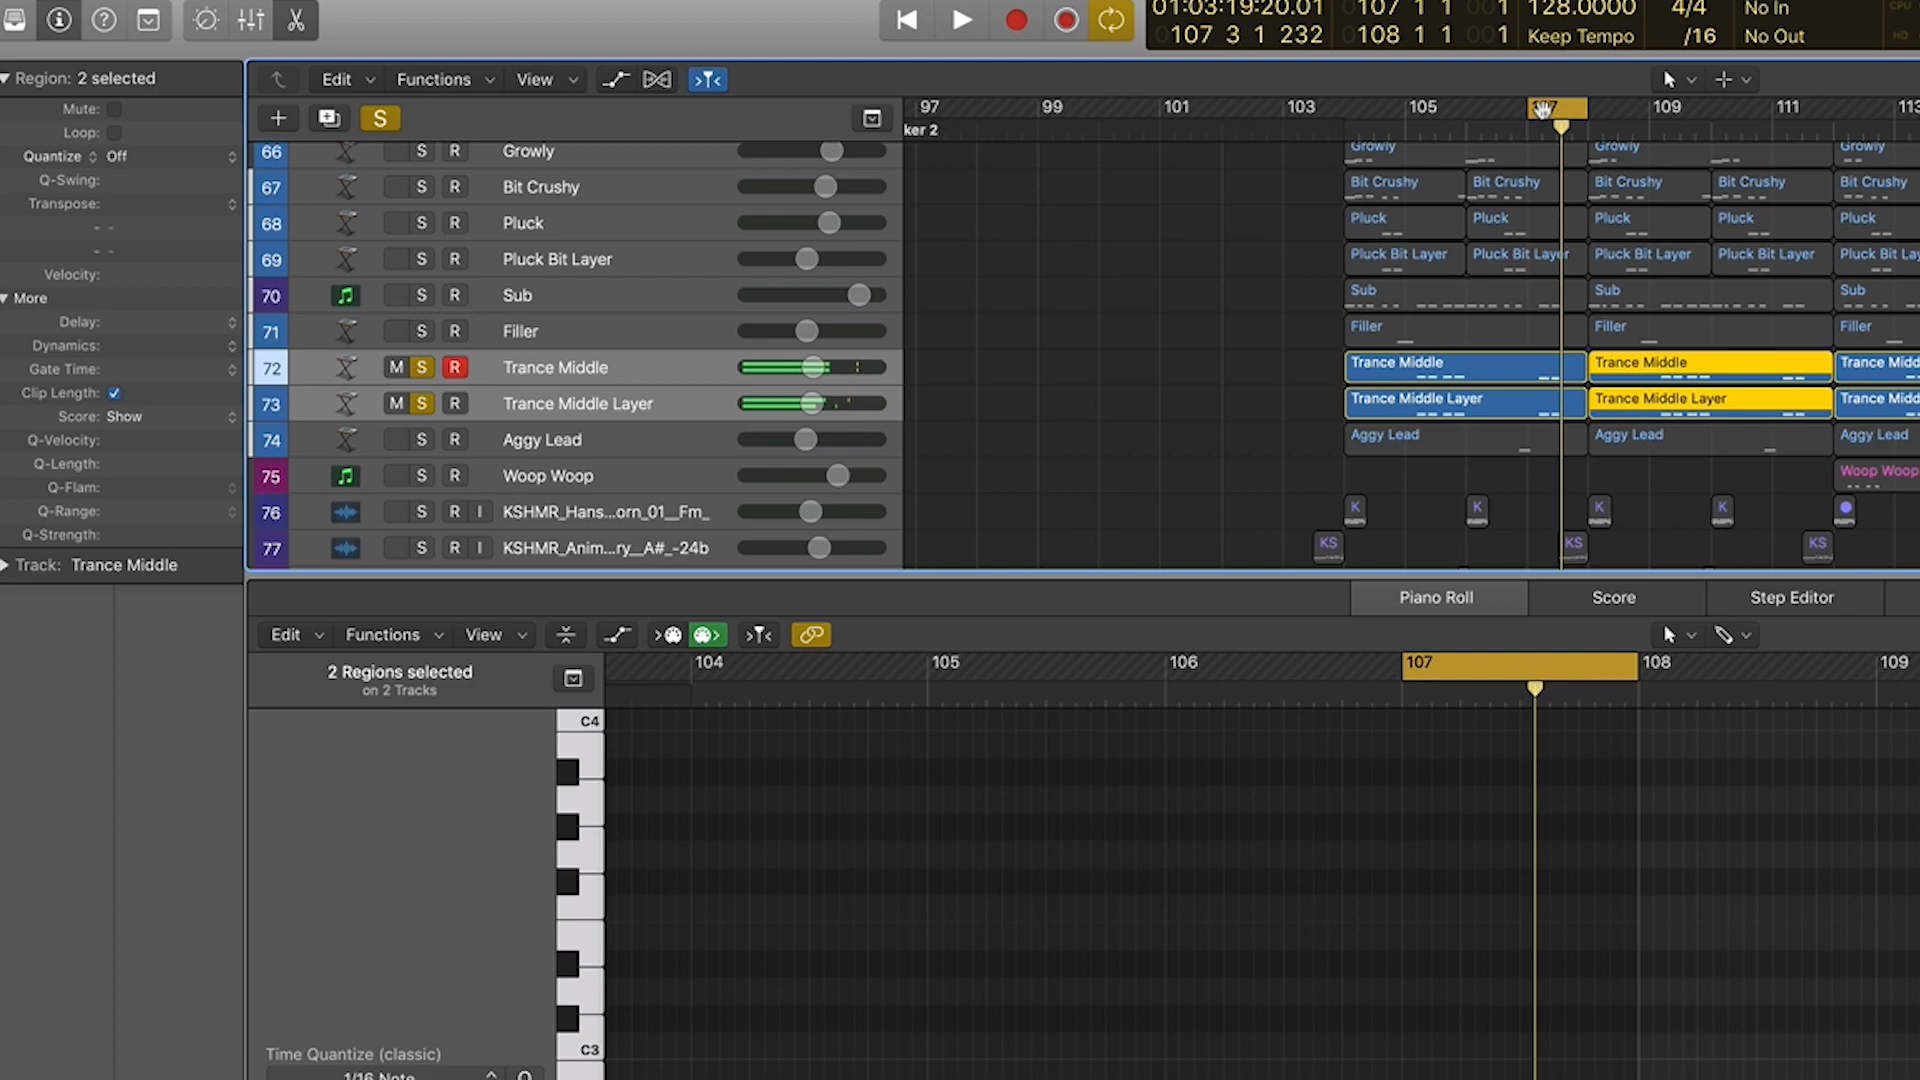 01:03:19:20.01
107 3 1 232
107 1 1 1
108 1 1 1
128.0000
Keep Tempo
4/4
/16
No In
No Out
CPU
HD
Region: 2 selected
Mute:
Loop:
Quantize Off
Q-Swing:
Transpose:
- -
- -
Velocity:
More
Delay:
Dynamics:
Gate Time:
Clip Length:
Score: Show
Q-Velocity:
Q-Length:
Q-Flam:
Q-Range:
Q-Strength:
Track: Trance Middle
Edit Functions View
S
97 99 101 103 105 107 109 111 113
ker 2
66 S R Growly
67 S R Bit Crushy
68 S R Pluck
69 S R Pluck Bit Layer
70 S R Sub
71 S R Filler
72 M S R Trance Middle
73 M S R Trance Middle Layer
74 S R Aggy Lead
75 S R Woop Woop
76 S R I KSHMR_Hans...orn_01__Fm_
77 S R I KSHMR_Anim...ry__A#_-24b
Growly Growly Growly
Bit Crushy Bit Crushy Bit Crushy Bit Crushy Bit Crushy
Pluck Pluck Pluck Pluck Pluck
Pluck Bit Layer Pluck Bit Layer Pluck Bit Layer Pluck Bit Layer Pluck Bit La
Sub Sub Sub
Filler Filler Filler
Trance Middle Trance Middle Trance Midd
Trance Middle Layer Trance Middle Layer Trance Midd
Aggy Lead Aggy Lead Aggy Lead
Woop Woop
K K K K
KS KS KS
Piano Roll Score Step Editor
Edit Functions View
2 Regions selected
on 2 Tracks
104 105 106 107 108 109
C4
C3
Time Quantize (classic)
1/16 Note